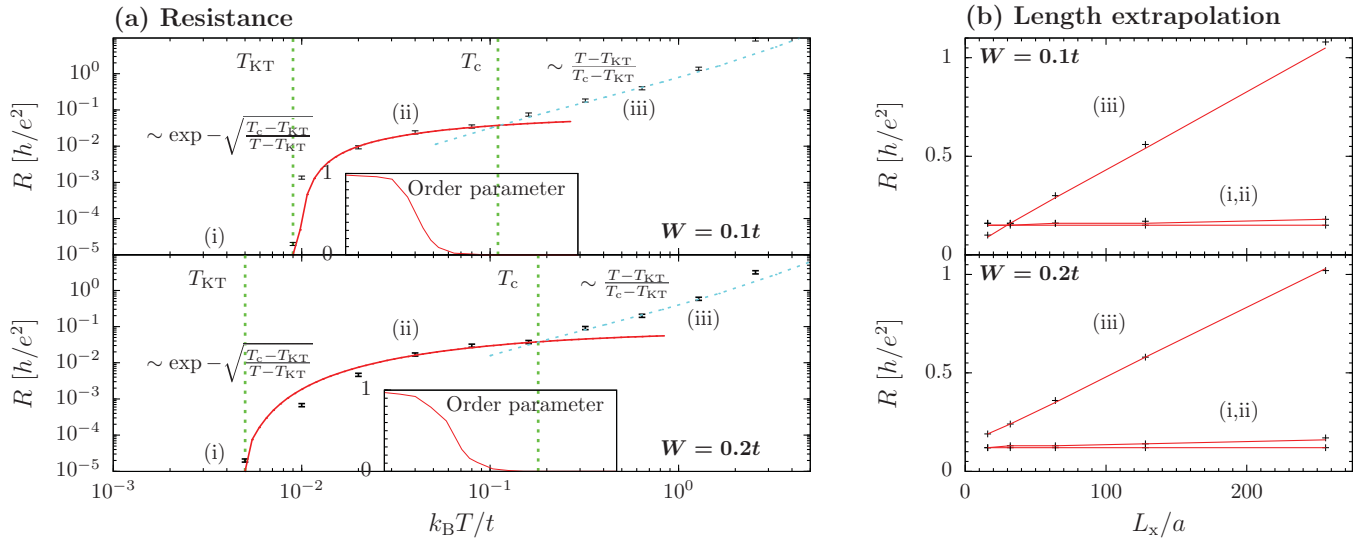 (a) Resistance
R [h/e²]
10⁰
10⁻¹
10⁻²
10⁻³
10⁻⁴
10⁻⁵
T_KT
T_c
∼ (T−T_KT)/(T_c−T_KT)
(ii)
(iii)
∼ exp −√((T_c−T_KT)/(T−T_KT))
1
Order parameter
(i)
0
W = 0.1t
R [h/e²]
10⁰
10⁻¹
10⁻²
10⁻³
10⁻⁴
10⁻⁵
T_KT
T_c
∼ (T−T_KT)/(T_c−T_KT)
(ii)
(iii)
∼ exp −√((T_c−T_KT)/(T−T_KT))
1
Order parameter
(i)
0
W = 0.2t
10⁻³ 10⁻² 10⁻¹ 10⁰
k_B T/t
(b) Length extrapolation
R [h/e²]
1
0.5
0
W = 0.1t
(iii)
(i,ii)
R [h/e²]
1
0.5
0
W = 0.2t
(iii)
(i,ii)
0 100 200
L_x/a